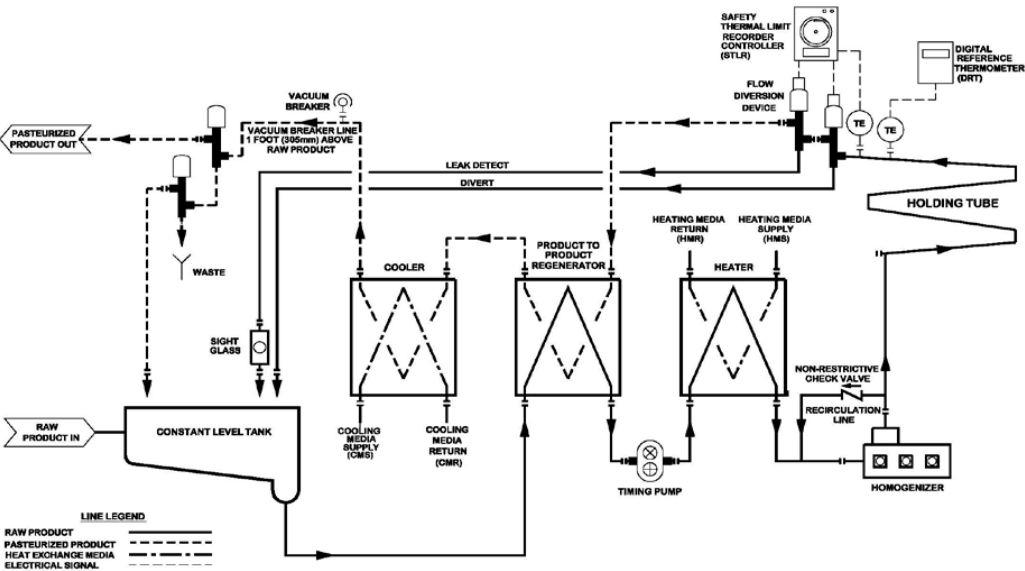 SAFETY
THERMAL LIMIT
RECORDER
CONTROLLER
(STLR)
DIGITAL
REFERENCE
THERMOMETER
(DRT)
FLOW
DIVERSION
DEVICE
TE
TE
VACUUM
BREAKER
PASTEURIZED
PRODUCT OUT
VACUUM BREAKER LINE
1 FOOT (305mm) ABOVE
RAW PRODUCT
LEAK DETECT
DIVERT
HOLDING TUBE
WASTE
HEATING MEDIA
RETURN
(HMR)
HEATING MEDIA
SUPPLY
(HMS)
COOLER
PRODUCT TO
PRODUCT
REGENERATOR
HEATER
SIGHT
GLASS
NON-RESTRICTIVE
CHECK VALVE
RECIRCULATION
LINE
RAW
PRODUCT IN
CONSTANT LEVEL TANK
COOLING
MEDIA
SUPPLY
(CMS)
COOLING
MEDIA
RETURN
(CMR)
TIMING PUMP
HOMOGENIZER
LINE LEGEND
RAW PRODUCT
PASTEURIZED PRODUCT
HEAT EXCHANGE MEDIA
ELECTRICAL SIGNAL